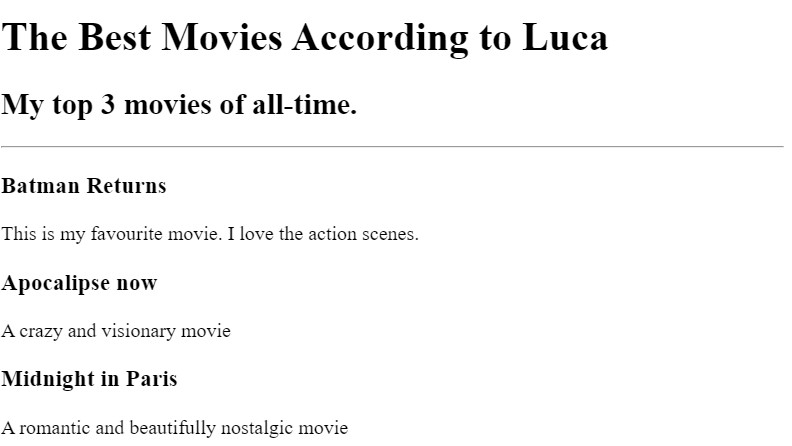 The Best Movies According to Luca
My top 3 movies of all-time.
Batman Returns
This is my favourite movie. I love the action scenes.
Apocalipse now
A crazy and visionary movie
Midnight in Paris
A romantic and beautifully nostalgic movie